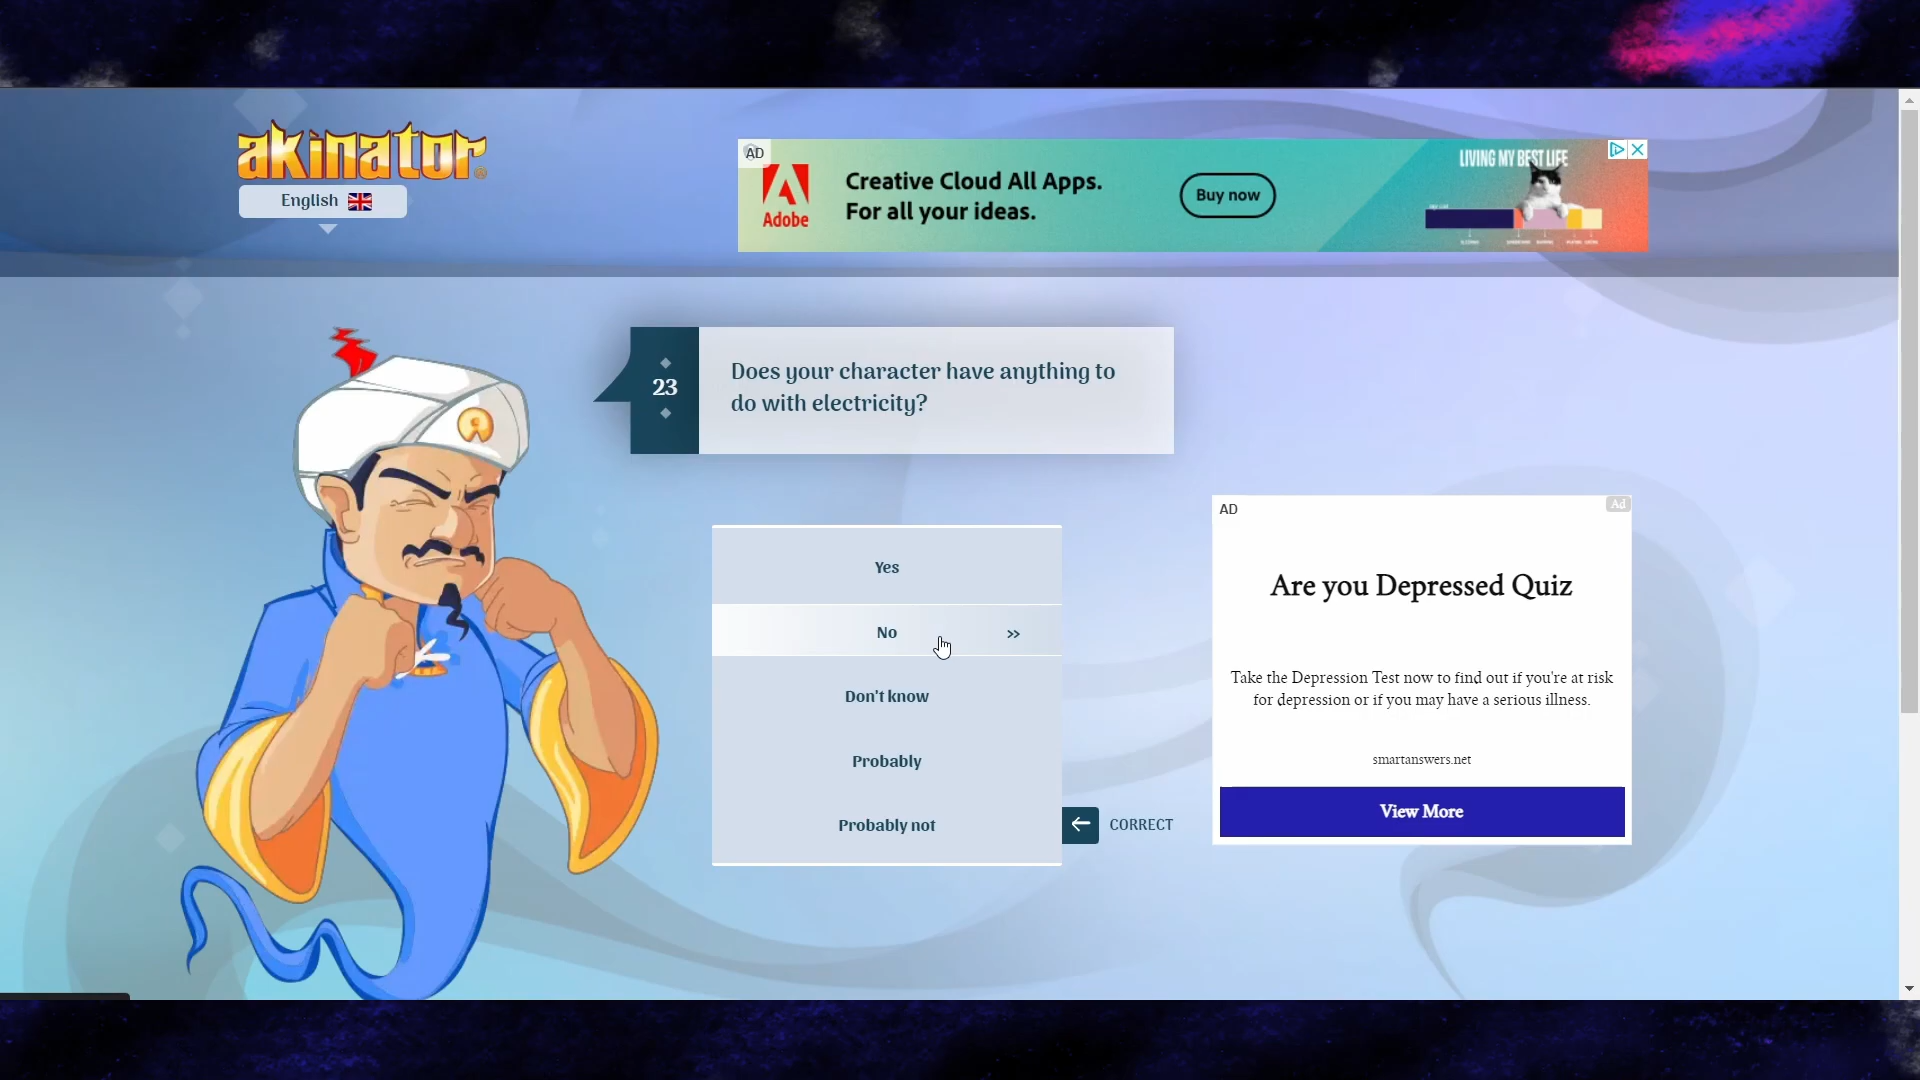 akinator
English
AD
Adobe
Creative Cloud All Apps.
For all your ideas.
Buy now
LIVING MY BEST LIFE
23
Does your character have anything to
do with electricity?
Yes
No >>
Don't know
Probably
Probably not
CORRECT
AD
Ad
Are you Depressed Quiz
Take the Depression Test now to find out if you're at risk
for depression or if you may have a serious illness.
smartanswers.net
View More